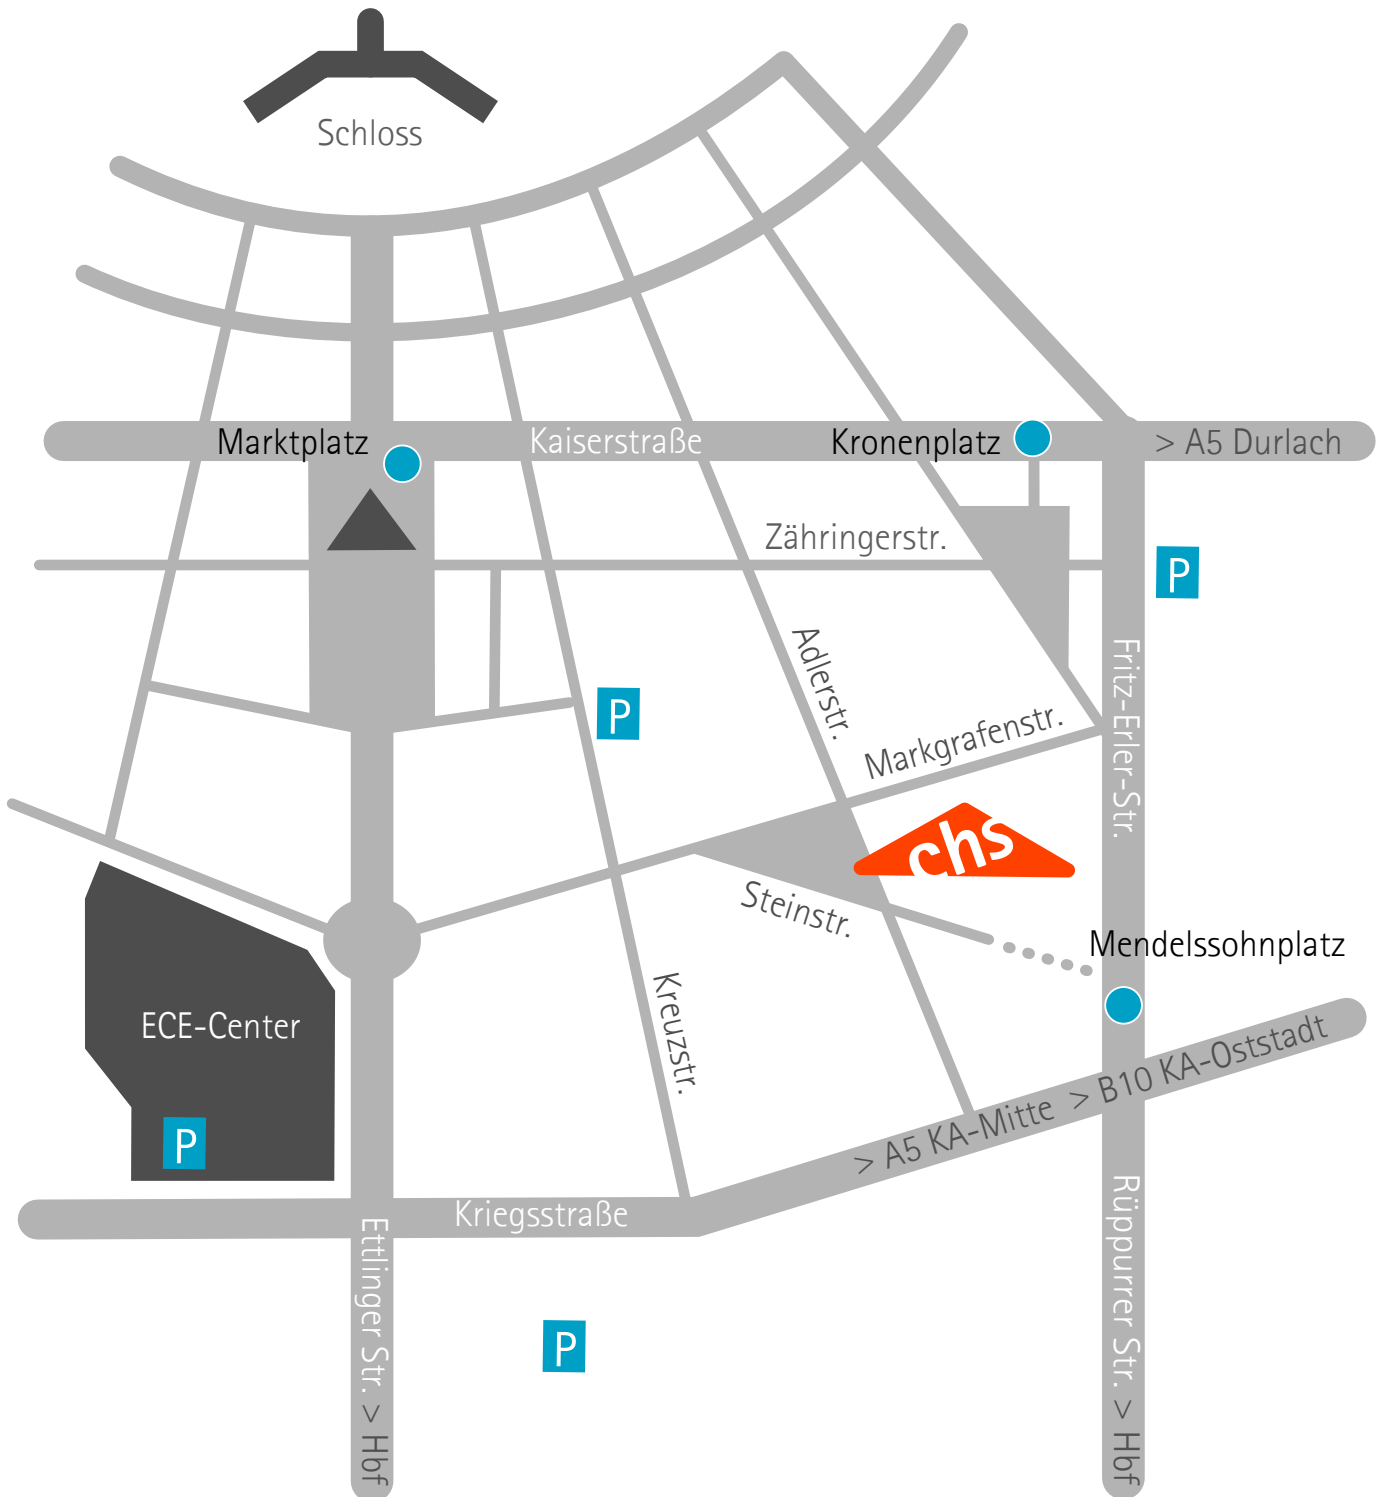 Schloss
Marktplatz
Kaiserstraße
Kronenplatz
> A5 Durlach
Zähringerstr.
P
Adlerstr.
Fritz-Erler-Str.
P
Markgrafenstr.
chs
Steinstr.
Mendelssohnplatz
Kreuzstr.
ECE-Center
P
> A5 KA-Mitte > B10 KA-Oststadt
Kriegsstraße
Ettlinger Str. > Hbf
Rüppurrer Str. > Hbf
P